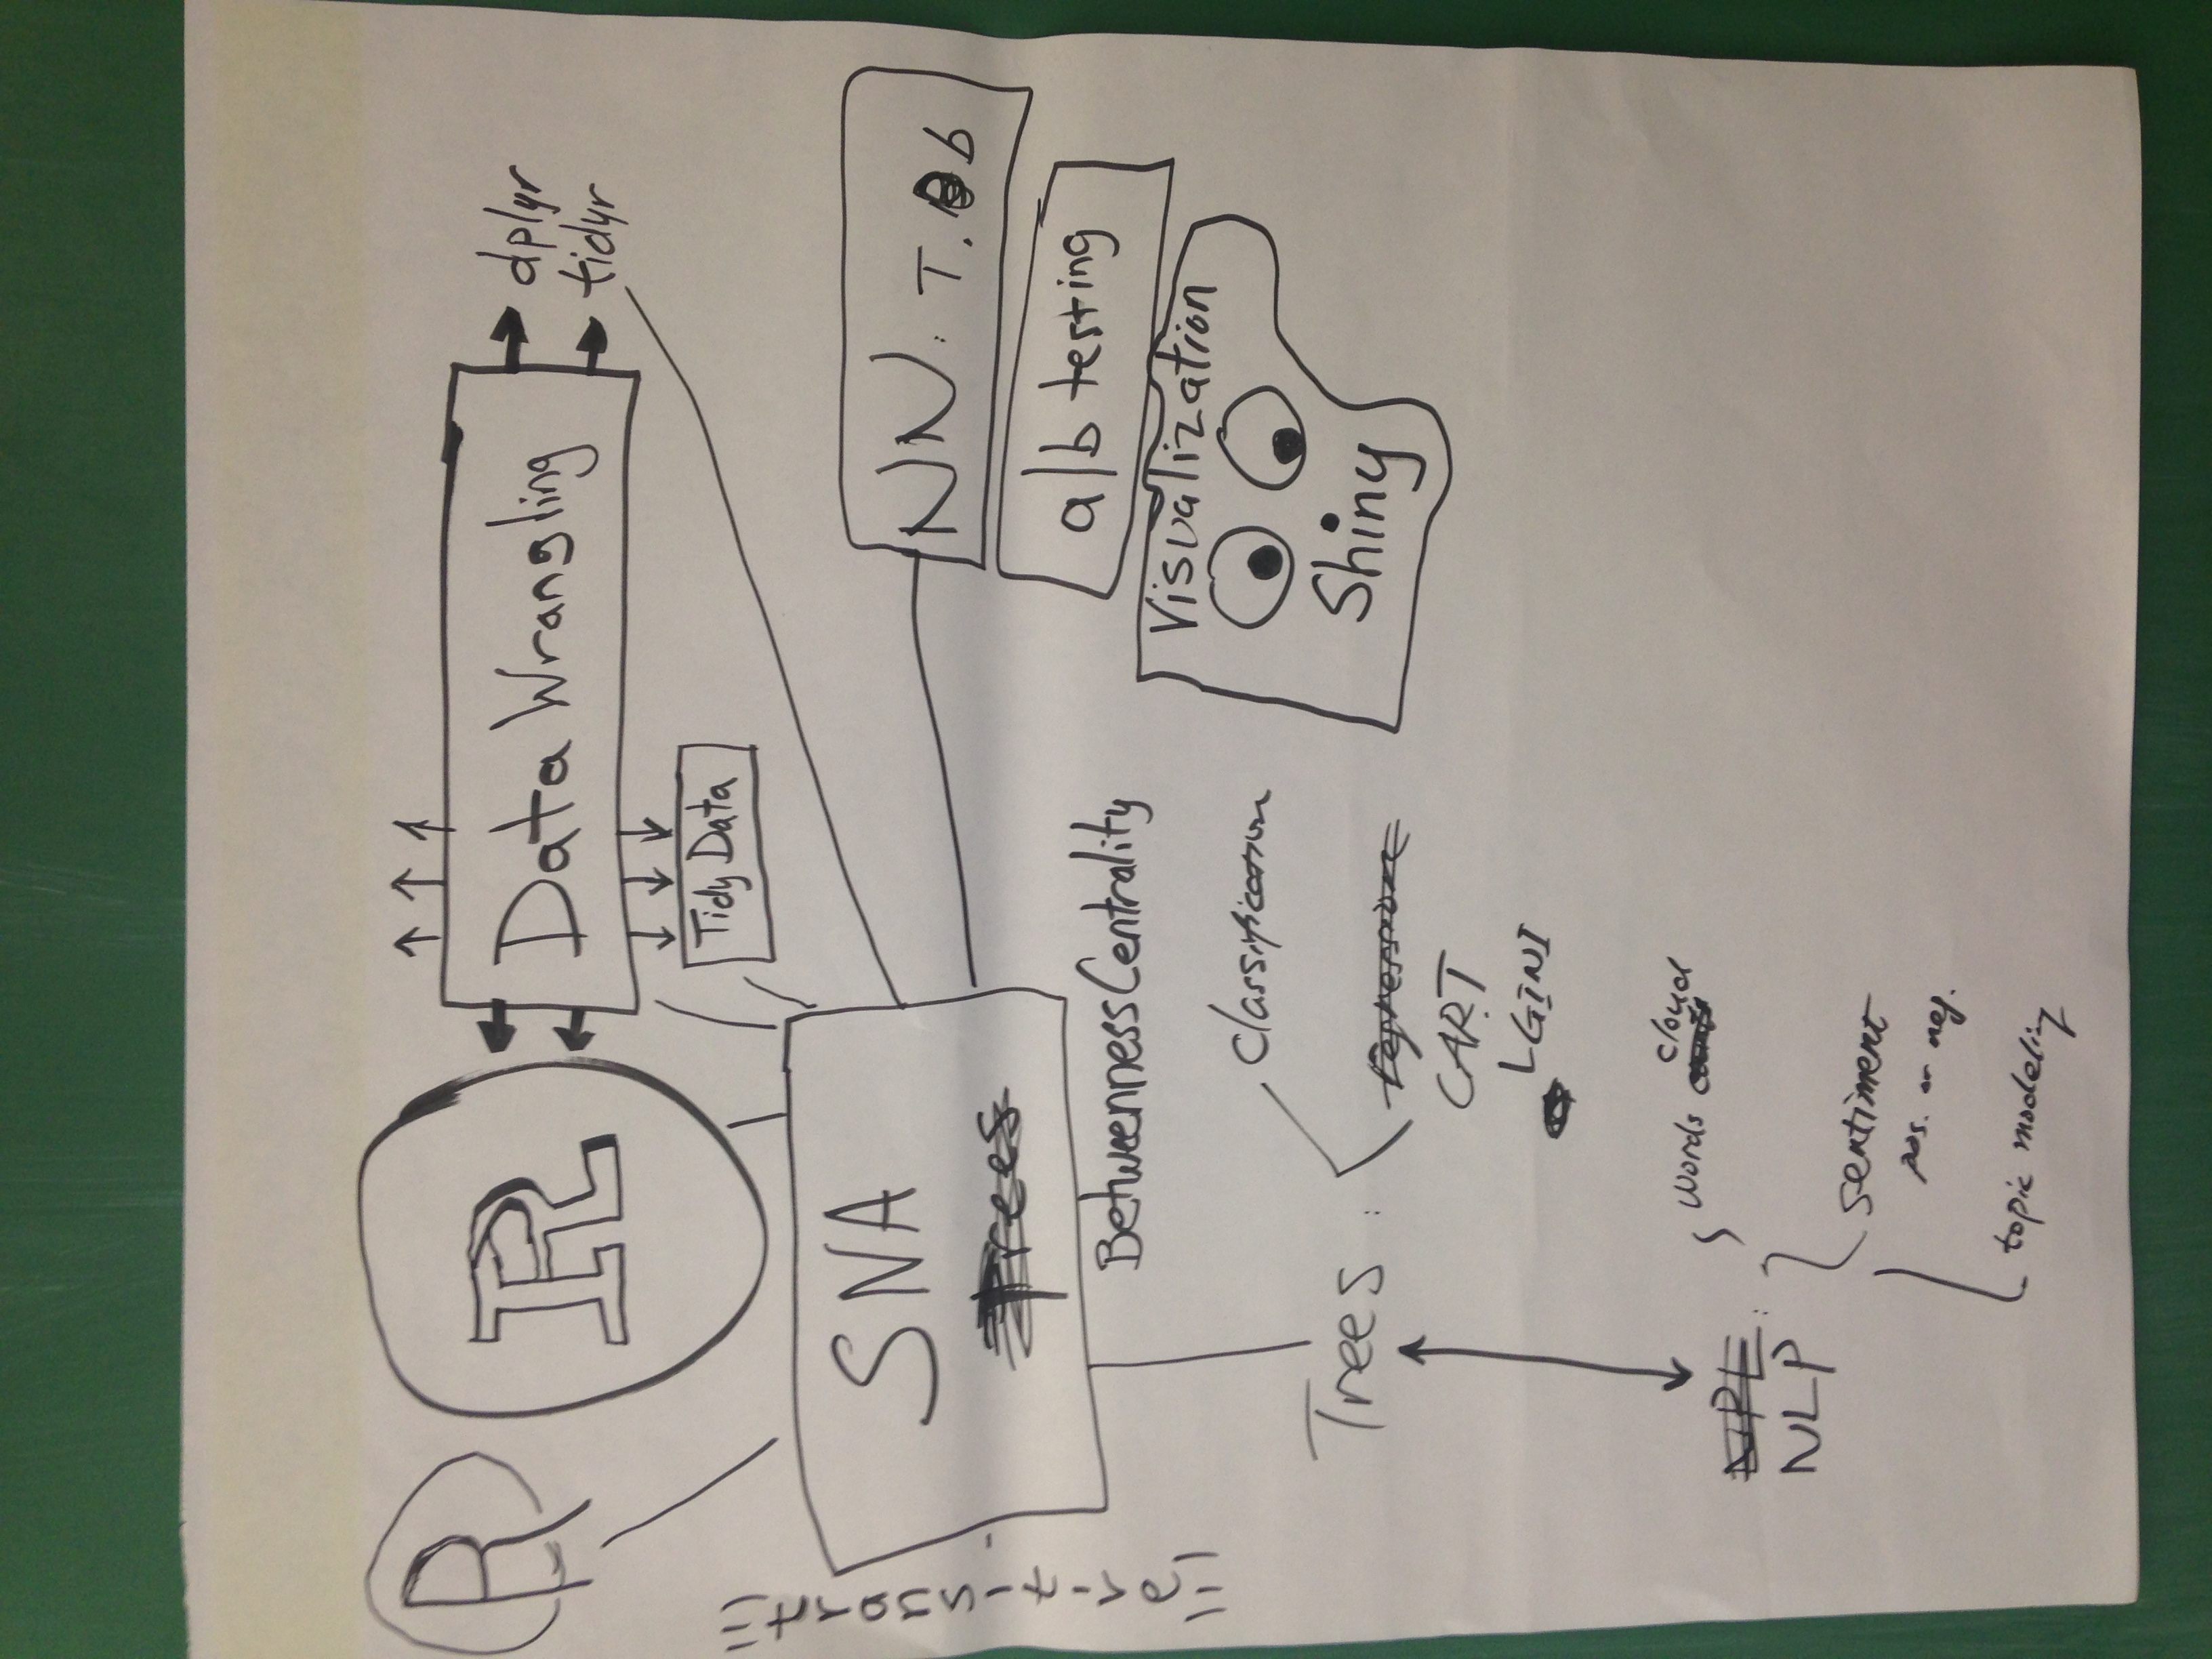 R
R
Data Wrangling
dplyr
tidyr
Tidy Data
transitive
SNA
Trees
NN: T. b
a/b testing
Betweenness Centrality
Visualization
Shiny
Trees :
classification
regression
CART
LGINI
words cloud
NPL :
NLP
sentiment
pos. or neg.
topic modeling